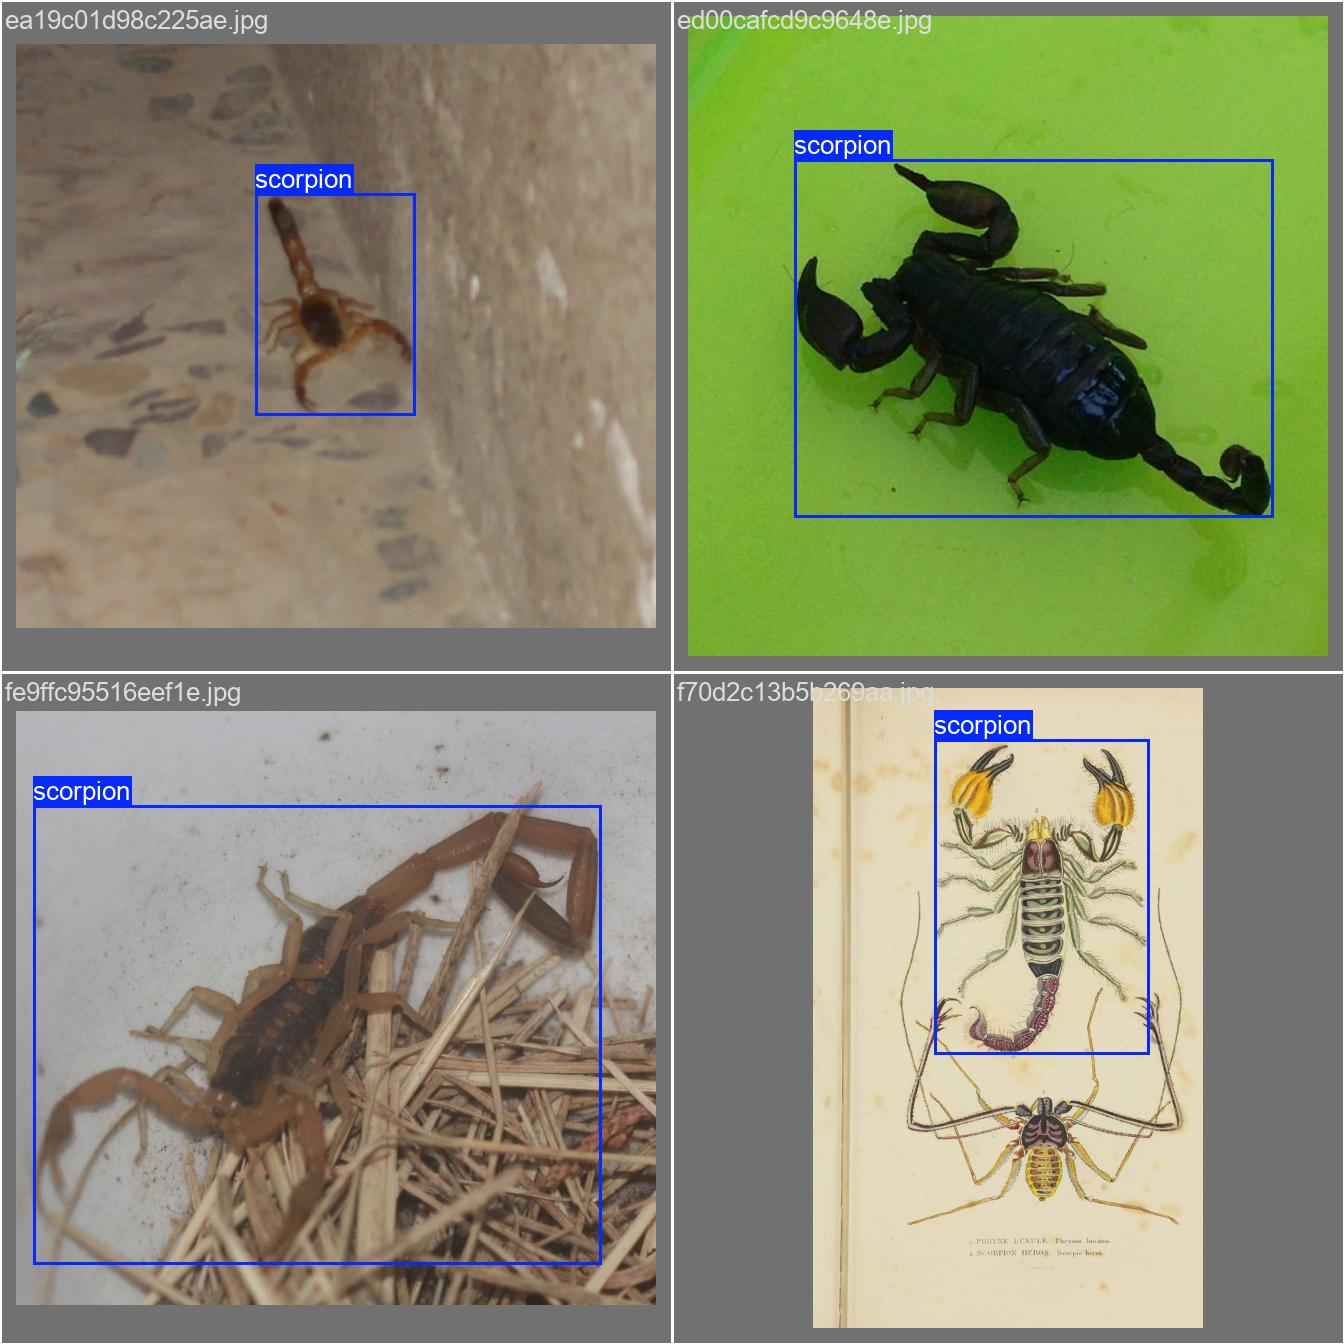 ea19c01d98c225ae.jpg
scorpion
ed00cafcd9c9648e.jpg
scorpion
fe9ffc95516eef1e.jpg
scorpion
f70d2c13b5b269aa.jpg
scorpion
1 PHRYNE LUNULÉ Phrynus lunatus.
2 SCORPION HÉROS Scorpio heros.